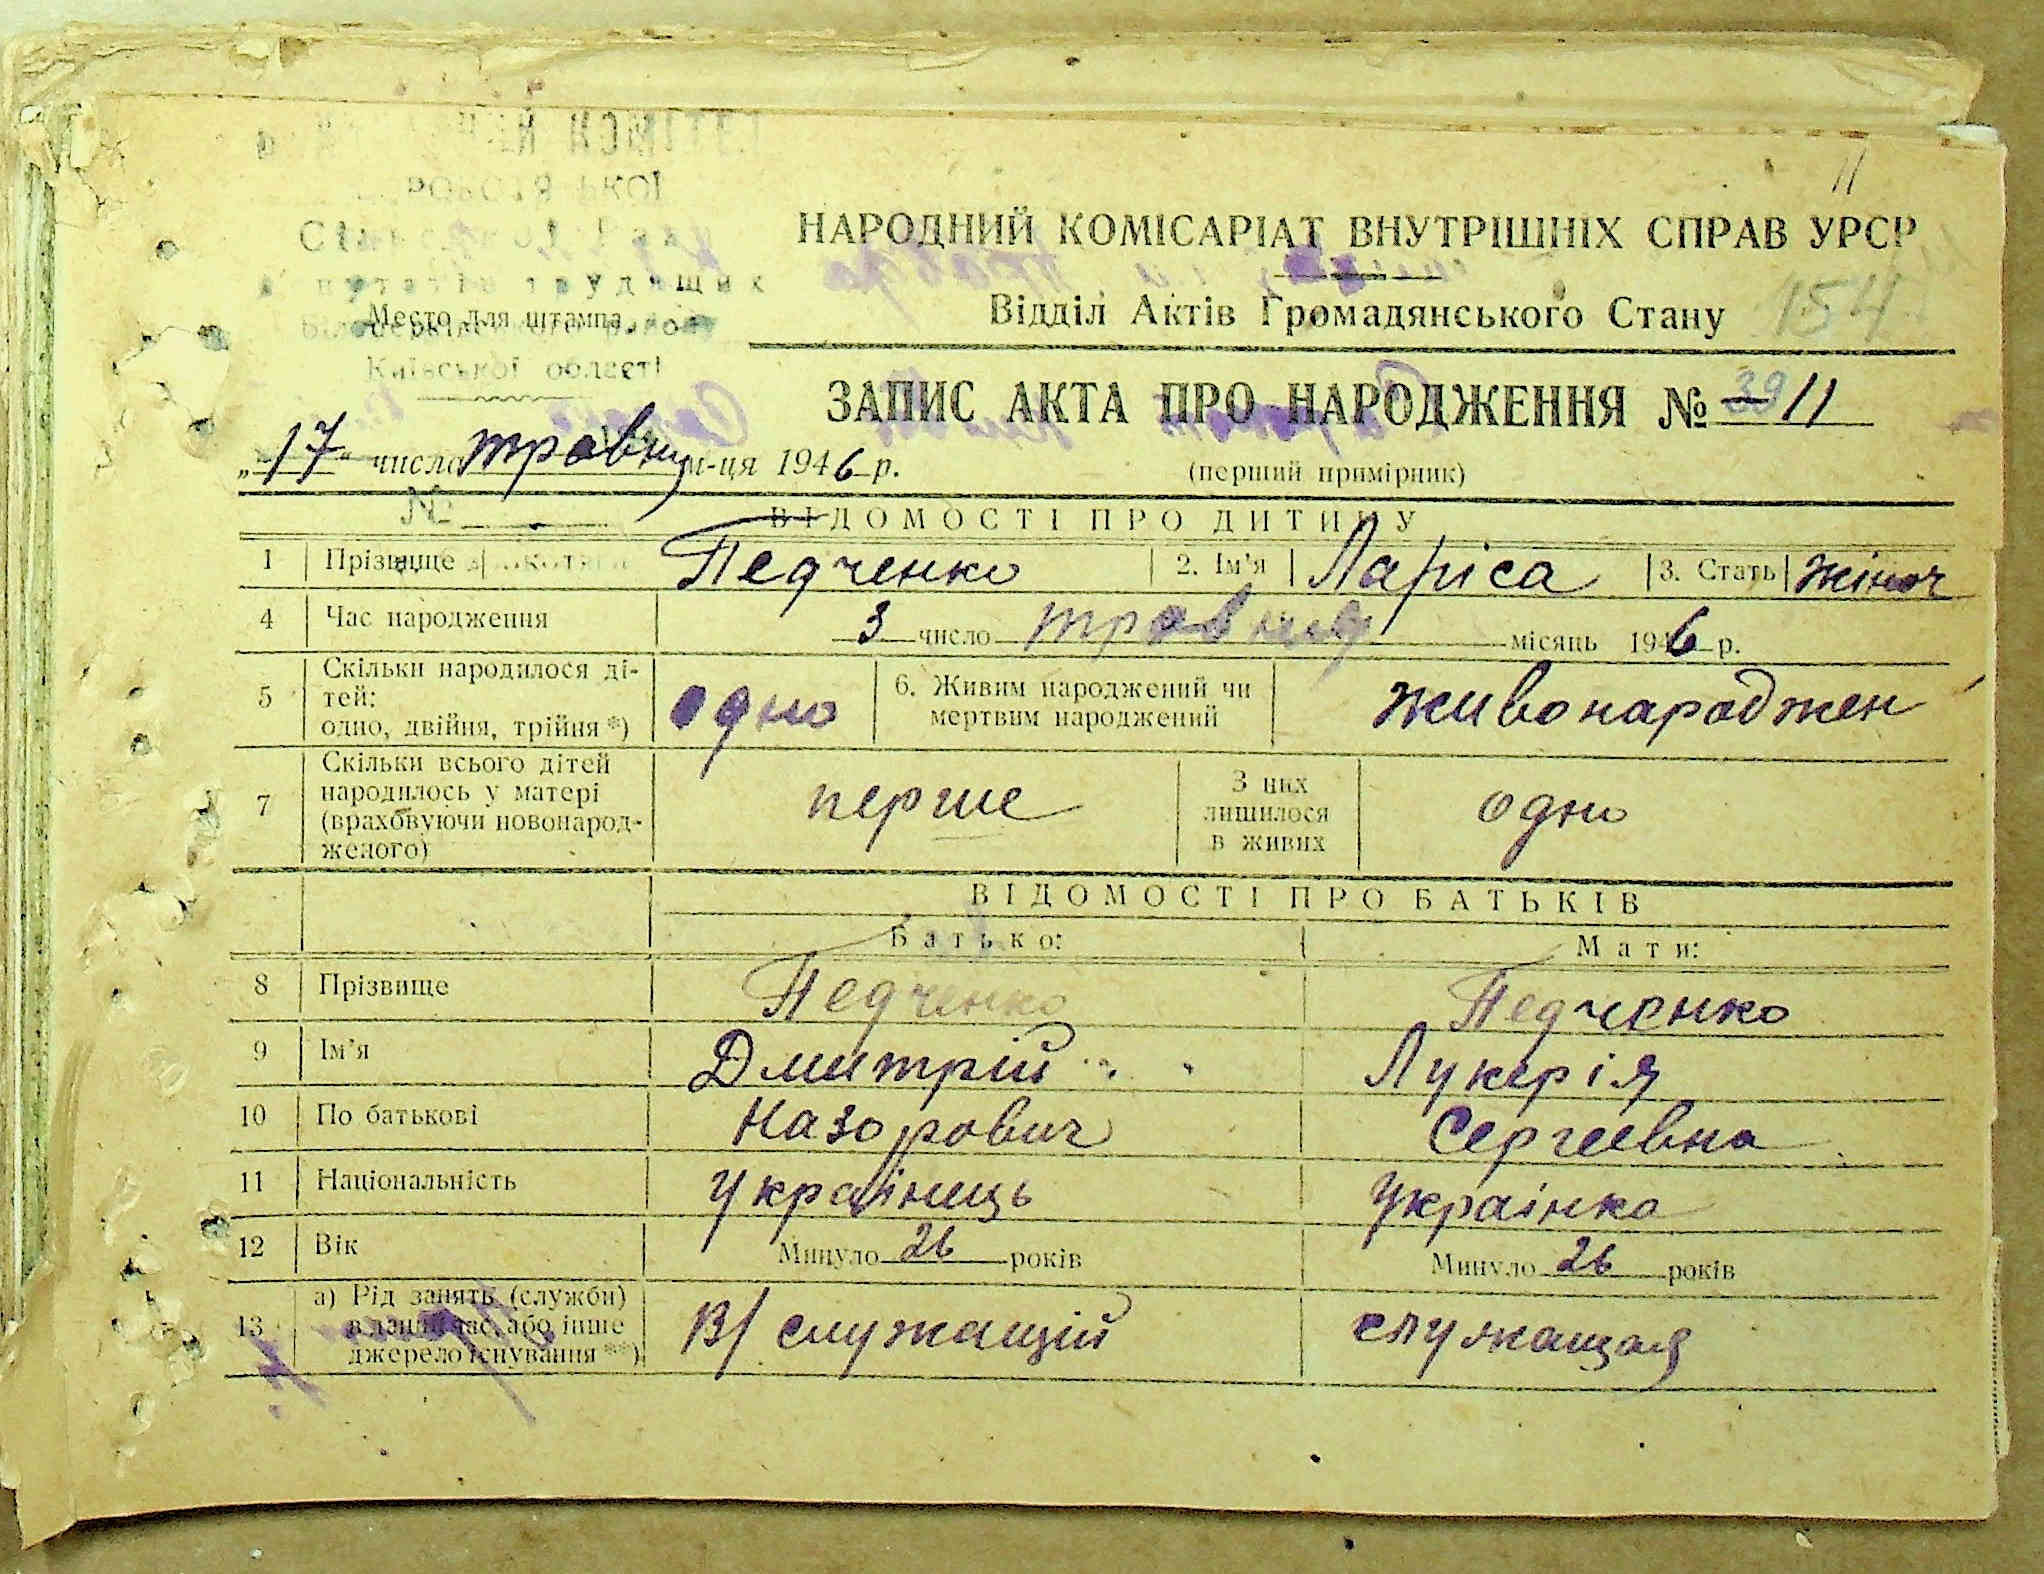 11
НАРОДНИЙ КОМІСАРІАТ ВНУТРІШНІХ СПРАВ УРСР
Відділ Актів Громадянського Стану 154
Место для штампа
Київської області
ЗАПИС АКТА ПРО НАРОДЖЕННЯ № 39 11
„17" числа травня м-ця 1946 р. (перший примірник)
№
ВІДОМОСТІ ПРО ДИТИНУ
1 Прізвище Педченко 2. Ім'я Ларіса 3. Стать жіноч
4 Час народження 3 число травня місяць 1946 р.
5 Скільки народилося дітей: одно, двійня, трійня *) одно 6. Живим народжений чи мертвим народжений живонароджен
7 Скільки всього дітей народилось у матері (враховуючи новонародженого) перше З них лишилося в живих одно
ВІДОМОСТІ ПРО БАТЬКІВ
Батько: Мати:
8 Прізвище Педченко Педченко
9 Ім'я Дмитрій Лукерія
10 По батькові Назорович Сергеевна
11 Національність Українець Українка
12 Вік Минуло 26 років Минуло 26 років
13 а) Рід занять (служби) в даний час, або інше джерело існування **) В/служащій служащая